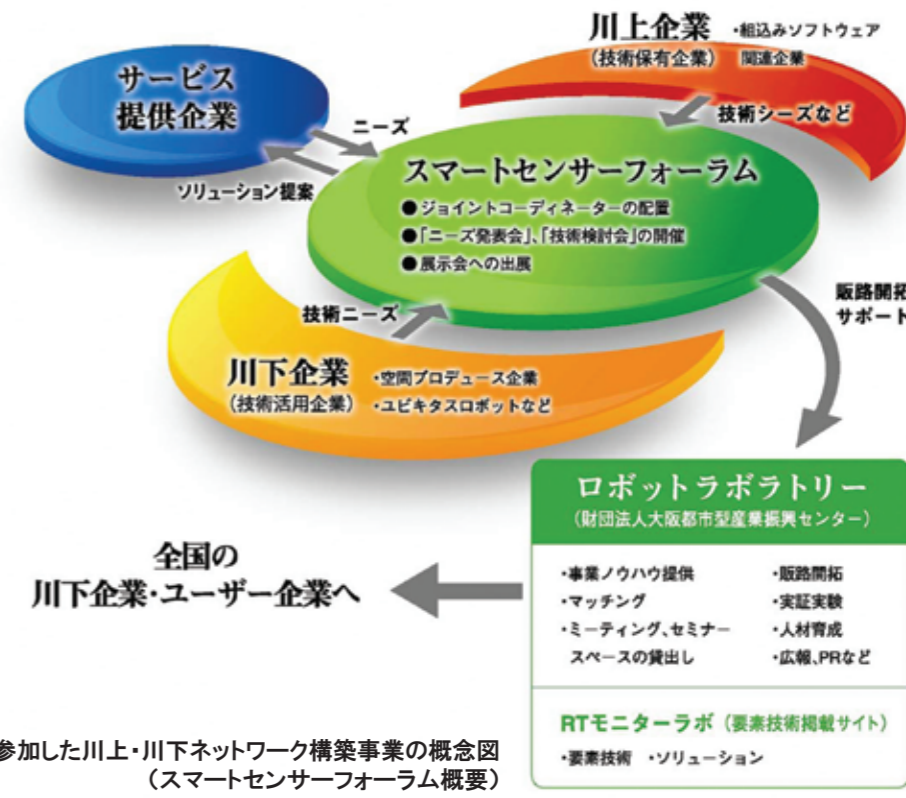 川上企業 ・組込みソフトウェア
(技術保有企業) 関連企業
サービス
提供企業
ニーズ
技術シーズなど
ソリューション提案
スマートセンサーフォーラム
●ジョイントコーディネーターの配置
●「ニーズ発表会」、「技術検討会」の開催
●展示会への出展
技術ニーズ
販路開拓
サポート
川下企業 ・空間プロデュース企業
(技術活用企業) ・ユビキタスロボットなど
ロボットラボラトリー
(財団法人大阪都市型産業振興センター)
全国の
川下企業・ユーザー企業へ
・事業ノウハウ提供
・マッチング
・ミーティング、セミナー
スペースの貸出し
・販路開拓
・実証実験
・人材育成
・広報、PRなど
RTモニターラボ (要素技術掲載サイト)
・要素技術 ・ソリューション
参加した川上・川下ネットワーク構築事業の概念図
(スマートセンサーフォーラム概要)